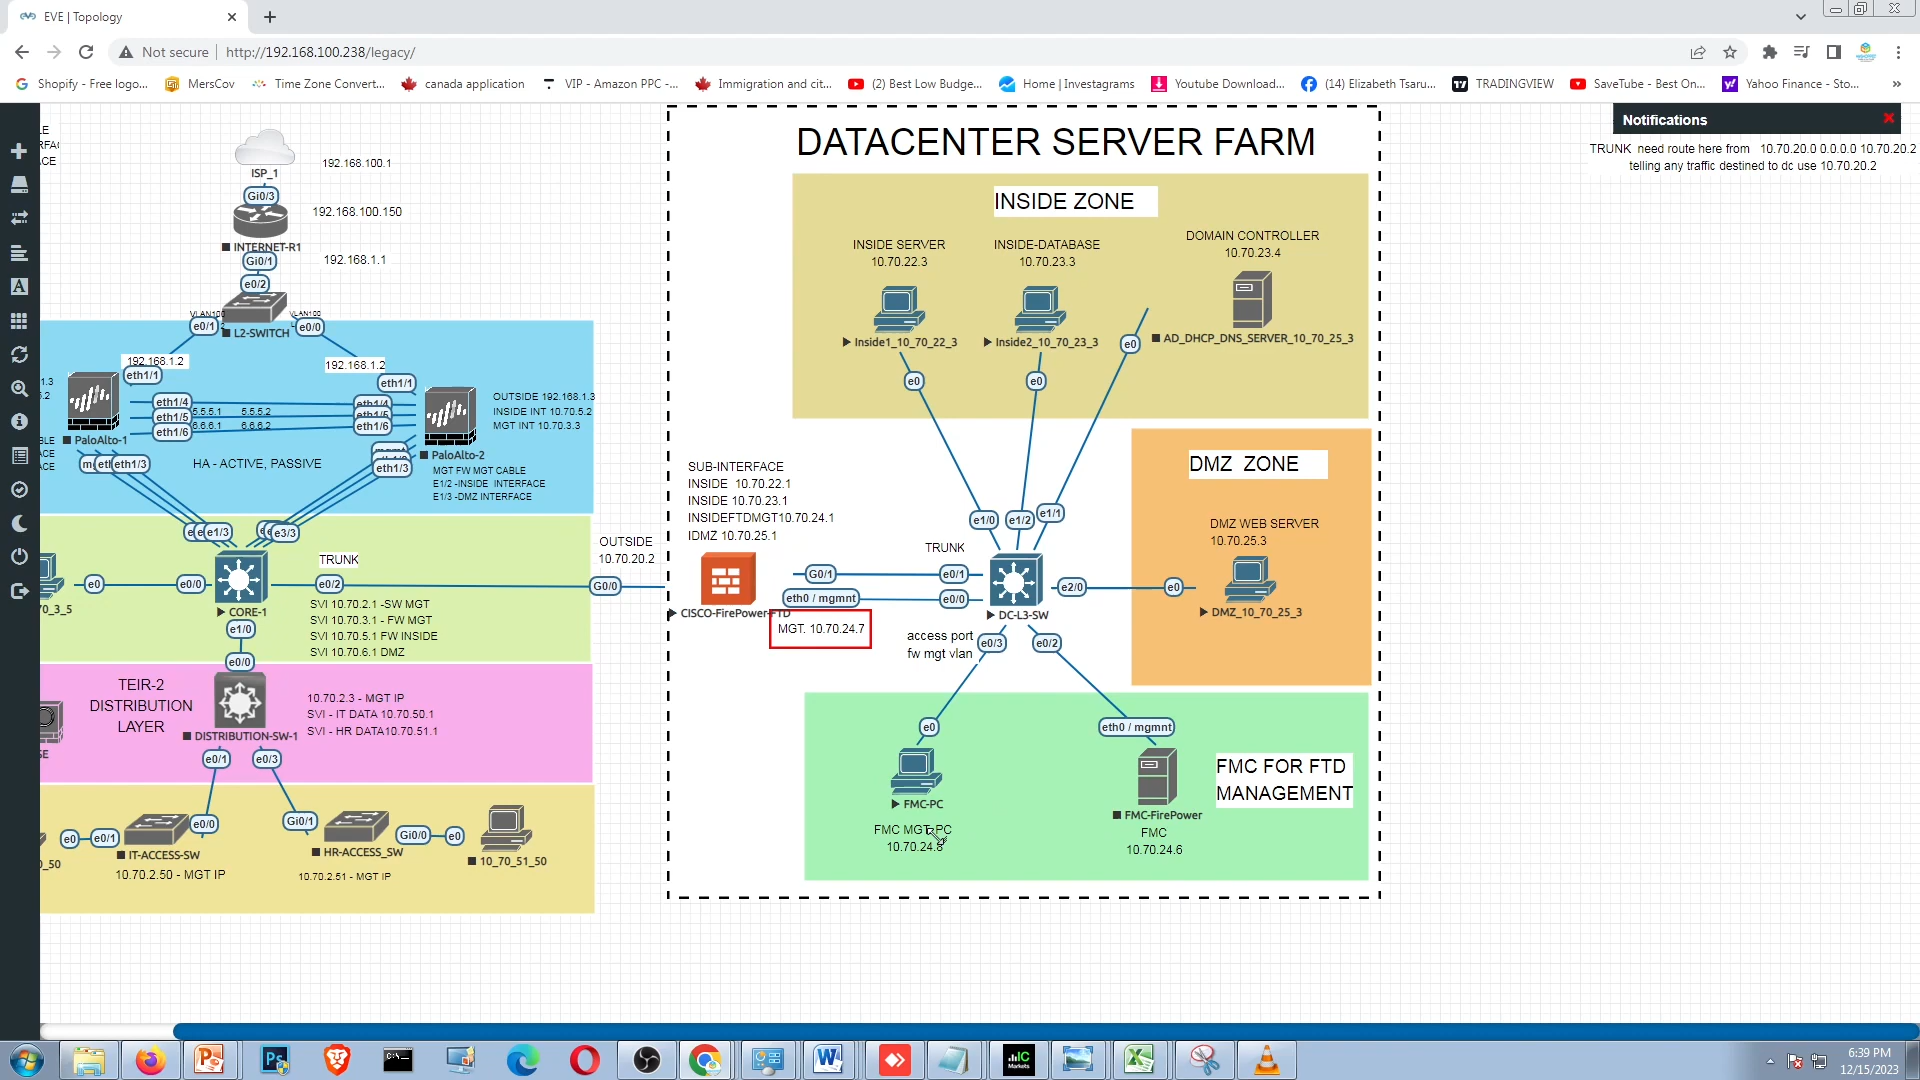 EVE | Topology
Not secure
http://192.168.100.238/legacy/
Shopify - Free logo...
MersCov
Time Zone Convert...
canada application
VIP - Amazon PPC -...
Immigration and cit...
(2) Best Low Budge...
Home | Investagrams
Youtube Download...
(14) Elizabeth Tsaru...
TRADINGVIEW
SaveTube - Best On...
Yahoo Finance - Sto...
»
Notifications
TRUNK need route here from 10.70.20.0 0.0.0.0 10.70.20.2
telling any traffic destined to dc use 10.70.20.2
192.168.100.1
ISP_1
Gi0/3
192.168.100.150
INTERNET-R1
Gi0/1
192.168.1.1
e0/2
VLAN100
VLAN100
e0/1
L2-SWITCH
e0/0
192.168.1.2
192.168.1.2
eth1/1
eth1/1
eth1/4
eth1/4
5.5.5.1
5.5.5.2
eth1/5
eth1/5
6.6.6.1
6.6.6.2
eth1/6
eth1/6
OUTSIDE 192.168.1.3
INSIDE INT 10.70.5.2
MGT INT 10.70.3.3
PaloAlto-1
PaloAlto-2
eth1/3
HA - ACTIVE, PASSIVE
eth1/3
MGT FW MGT CABLE
E1/2 -INSIDE INTERFACE
E1/3 -DMZ INTERFACE
e1/3
e3/3
TRUNK
e0
e0/0
e0/2
CORE-1
SVI 10.70.2.1 -SW MGT
SVI 10.70.3.1 - FW MGT
SVI 10.70.5.1 FW INSIDE
SVI 10.70.6.1 DMZ
e1/0
e0/0
TEIR-2
DISTRIBUTION
LAYER
10.70.2.3 - MGT IP
SVI - IT DATA 10.70.50.1
SVI - HR DATA10.70.51.1
DISTRIBUTION-SW-1
e0/1
e0/3
e0
e0/1
e0/0
IT-ACCESS-SW
10.70.2.50 - MGT IP
Gi0/1
HR-ACCESS_SW
10.70.2.51 - MGT IP
Gi0/0
e0
10_70_51_50
DATACENTER SERVER FARM
INSIDE ZONE
INSIDE SERVER
10.70.22.3
INSIDE-DATABASE
10.70.23.3
DOMAIN CONTROLLER
10.70.23.4
Inside1_10_70_22_3
Inside2_10_70_23_3
e0
AD_DHCP_DNS_SERVER_10_70_25_3
e0
e0
SUB-INTERFACE
INSIDE 10.70.22.1
INSIDE 10.70.23.1
INSIDEFTDMGT10.70.24.1
IDMZ 10.70.25.1
DMZ ZONE
e1/0
e1/2
e1/1
DMZ WEB SERVER
10.70.25.3
OUTSIDE
10.70.20.2
TRUNK
G0/0
G0/1
e0/1
eth0 / mgmnt
e0/0
e2/0
e0
CISCO-FirePower-FTD
MGT. 10.70.24.7
DC-L3-SW
DMZ_10_70_25_3
access port
fw mgt vlan
e0/3
e0/2
e0
eth0 / mgmnt
FMC-PC
FMC MGT-PC
10.70.24.8
FMC-FirePower
FMC
10.70.24.6
FMC FOR FTD
MANAGEMENT
6:39 PM
12/15/2023